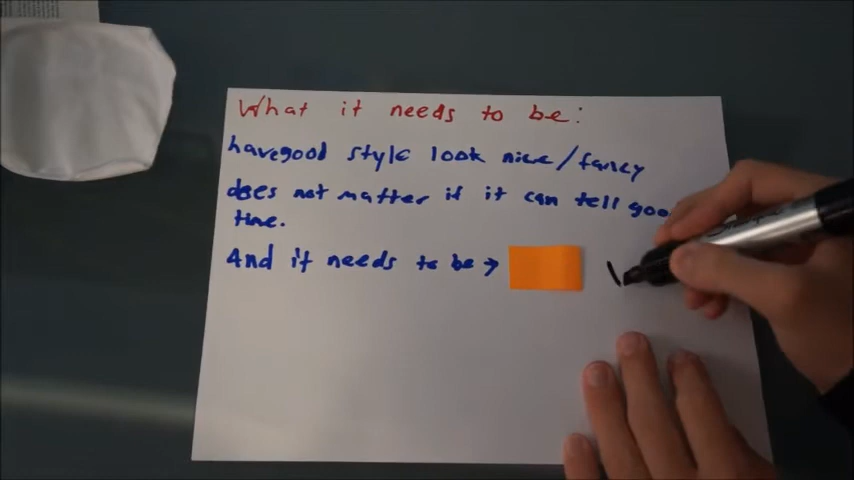 What it needs to be:
havegood style look nice/fancy
does not matter if it can tell goo
time.
And it needs to be →